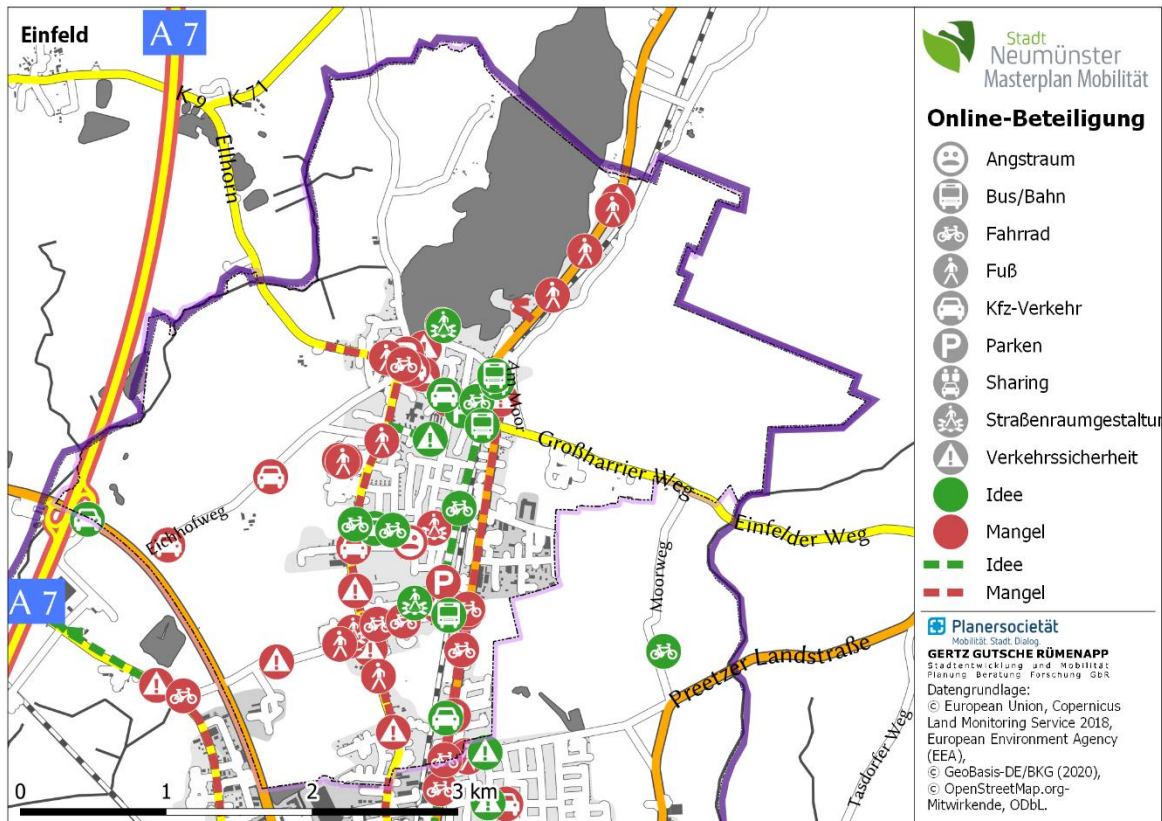 Einfeld
A 7
K 9
K 71
Ellhorn
Am Moor
Großharrier Weg
Einfelder Weg
Eichhofweg
Moorweg
A 7
Preetzer Landstraße
Tasdorfer Weg
0 1 2 3 km
Stadt
Neumünster
Masterplan Mobilität
Online-Beteiligung
Angstraum
Bus/Bahn
Fahrrad
Fuß
Kfz-Verkehr
P Parken
Sharing
Straßenraumgestaltun
Verkehrssicherheit
Idee
Mangel
Idee
Mangel
P
Planersocietät
Mobilität. Stadt. Dialog.
GERTZ GUTSCHE RÜMENAPP
Stadtentwicklung und Mobilität
Planung Beratung Forschung GbR
Datengrundlage:
© European Union, Copernicus
Land Monitoring Service 2018,
European Environment Agency
(EEA),
© GeoBasis-DE/BKG (2020),
© OpenStreetMap.org-
Mitwirkende, ODbL.